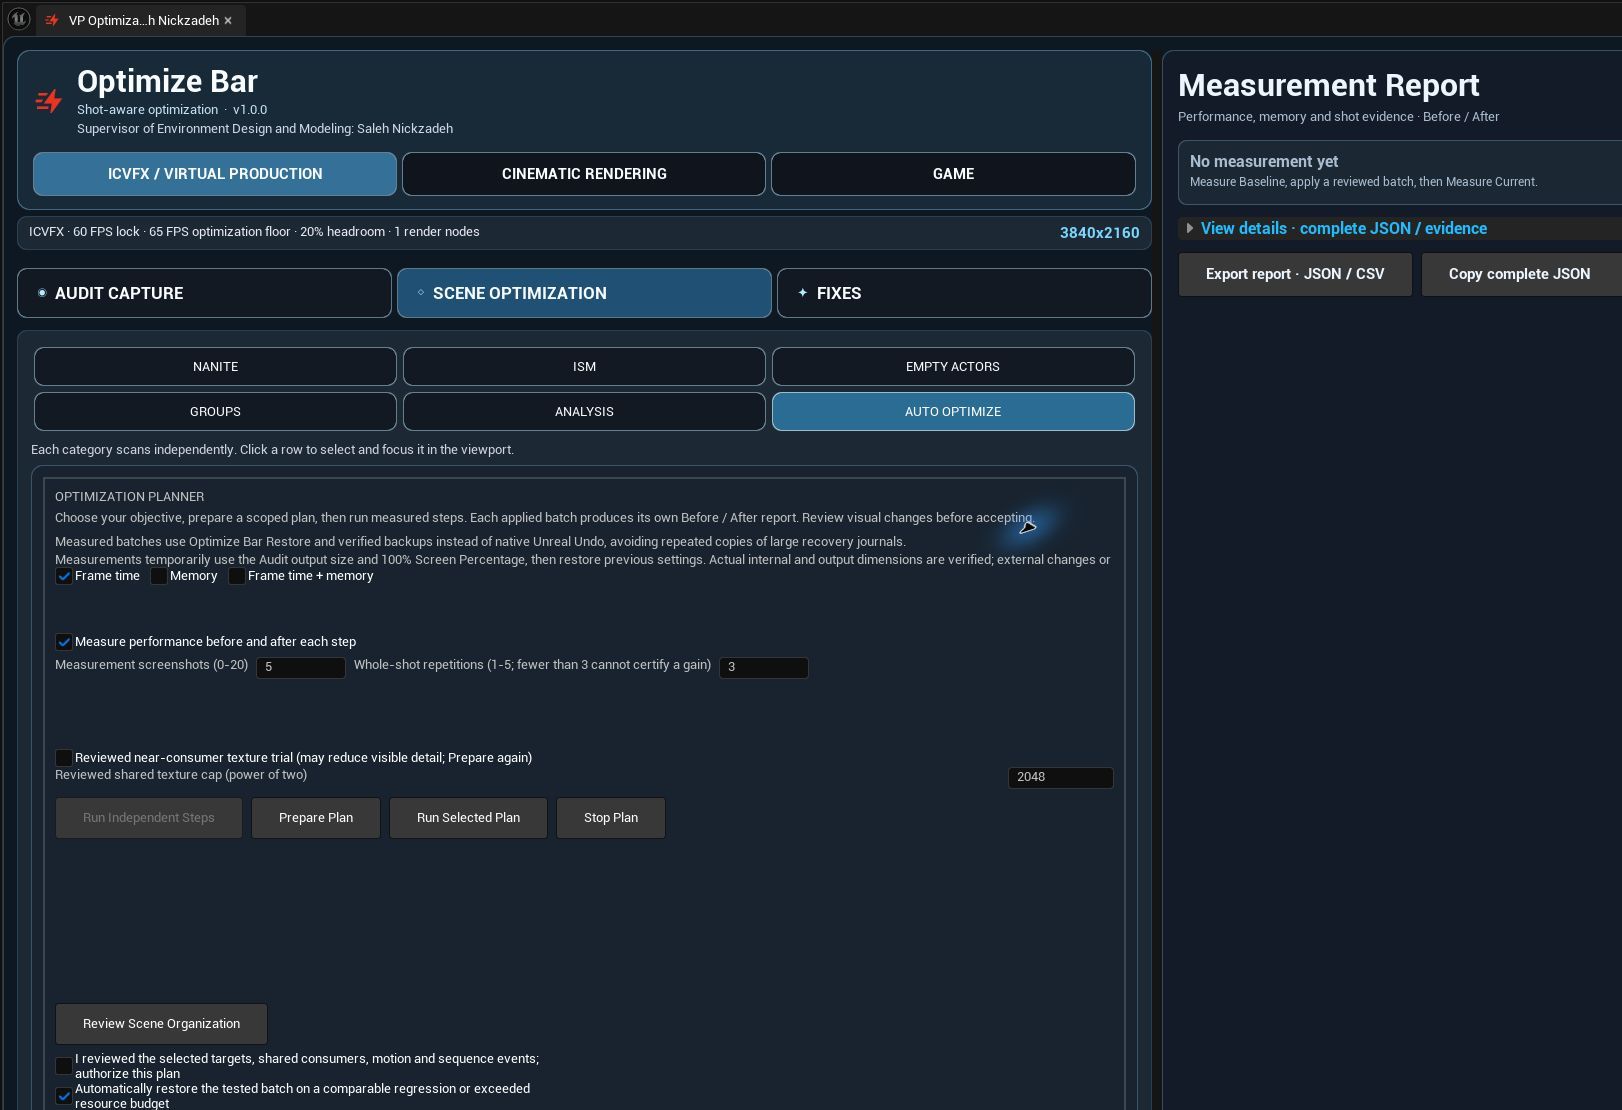 VP Optimiza…h Nickzadeh ×
Optimize Bar
Shot-aware optimization · v1.0.0
Supervisor of Environment Design and Modeling: Saleh Nickzadeh
ICVFX / VIRTUAL PRODUCTION
CINEMATIC RENDERING
GAME
ICVFX · 60 FPS lock · 65 FPS optimization floor · 20% headroom · 1 render nodes
3840x2160
AUDIT CAPTURE
SCENE OPTIMIZATION
FIXES
NANITE
ISM
EMPTY ACTORS
GROUPS
ANALYSIS
AUTO OPTIMIZE
Each category scans independently. Click a row to select and focus it in the viewport.
OPTIMIZATION PLANNER
Choose your objective, prepare a scoped plan, then run measured steps. Each applied batch produces its own Before / After report. Review visual changes before accepting.
Measured batches use Optimize Bar Restore and verified backups instead of native Unreal Undo, avoiding repeated copies of large recovery journals.
Measurements temporarily use the Audit output size and 100% Screen Percentage, then restore previous settings. Actual internal and output dimensions are verified; external changes or
Frame time
Memory
Frame time + memory
Measure performance before and after each step
Measurement screenshots (0-20)
5
Whole-shot repetitions (1-5; fewer than 3 cannot certify a gain)
3
Reviewed near-consumer texture trial (may reduce visible detail; Prepare again)
Reviewed shared texture cap (power of two)
2048
Run Independent Steps
Prepare Plan
Run Selected Plan
Stop Plan
Review Scene Organization
I reviewed the selected targets, shared consumers, motion and sequence events;
authorize this plan
Automatically restore the tested batch on a comparable regression or exceeded
resource budget
Measurement Report
Performance, memory and shot evidence · Before / After
No measurement yet
Measure Baseline, apply a reviewed batch, then Measure Current.
View details · complete JSON / evidence
Export report · JSON / CSV
Copy complete JSON